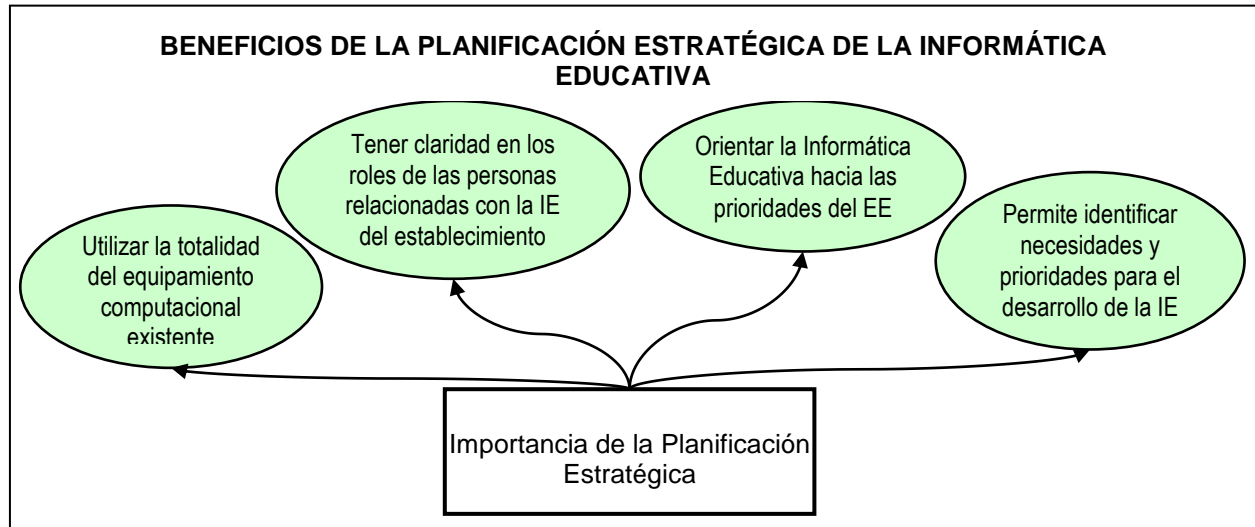 BENEFICIOS DE LA PLANIFICACIÓN ESTRATÉGICA DE LA INFORMÁTICA
EDUCATIVA
Utilizar la totalidad
del equipamiento
computacional
existente
Tener claridad en los
roles de las personas
relacionadas con la IE
del establecimiento
Orientar la Informática
Educativa hacia las
prioridades del EE
Permite identificar
necesidades y
prioridades para el
desarrollo de la IE
Importancia de la Planificación
Estratégica